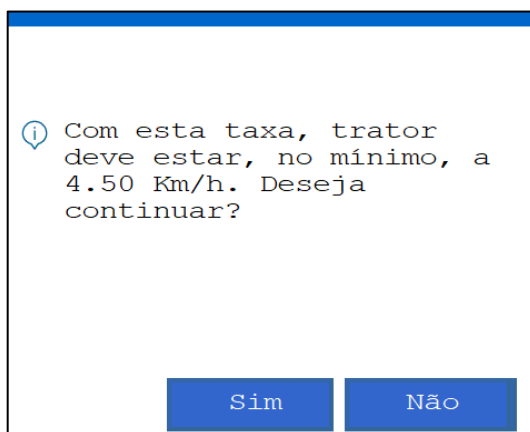 Com esta taxa, trator
deve estar, no mínimo, a
4.50 Km/h. Deseja
continuar?
Sim Não